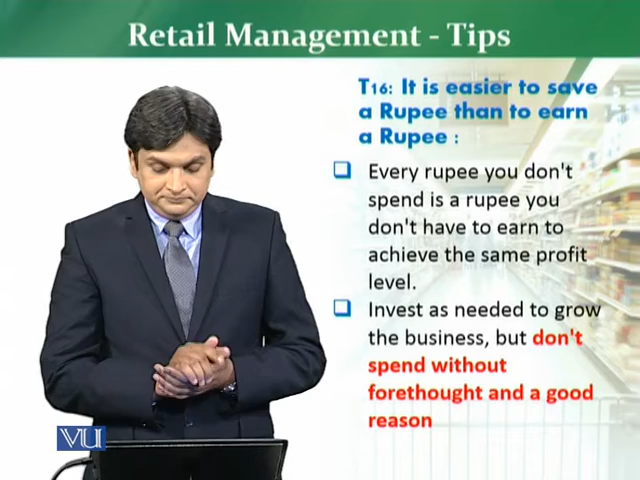 Retail Management - Tips
T16: It is easier to save
a Rupee than to earn
a Rupee :
Every rupee you don't
spend is a rupee you
don't have to earn to
achieve the same profit
level.
Invest as needed to grow
the business, but don't
spend without
forethought and a good
reason
VU